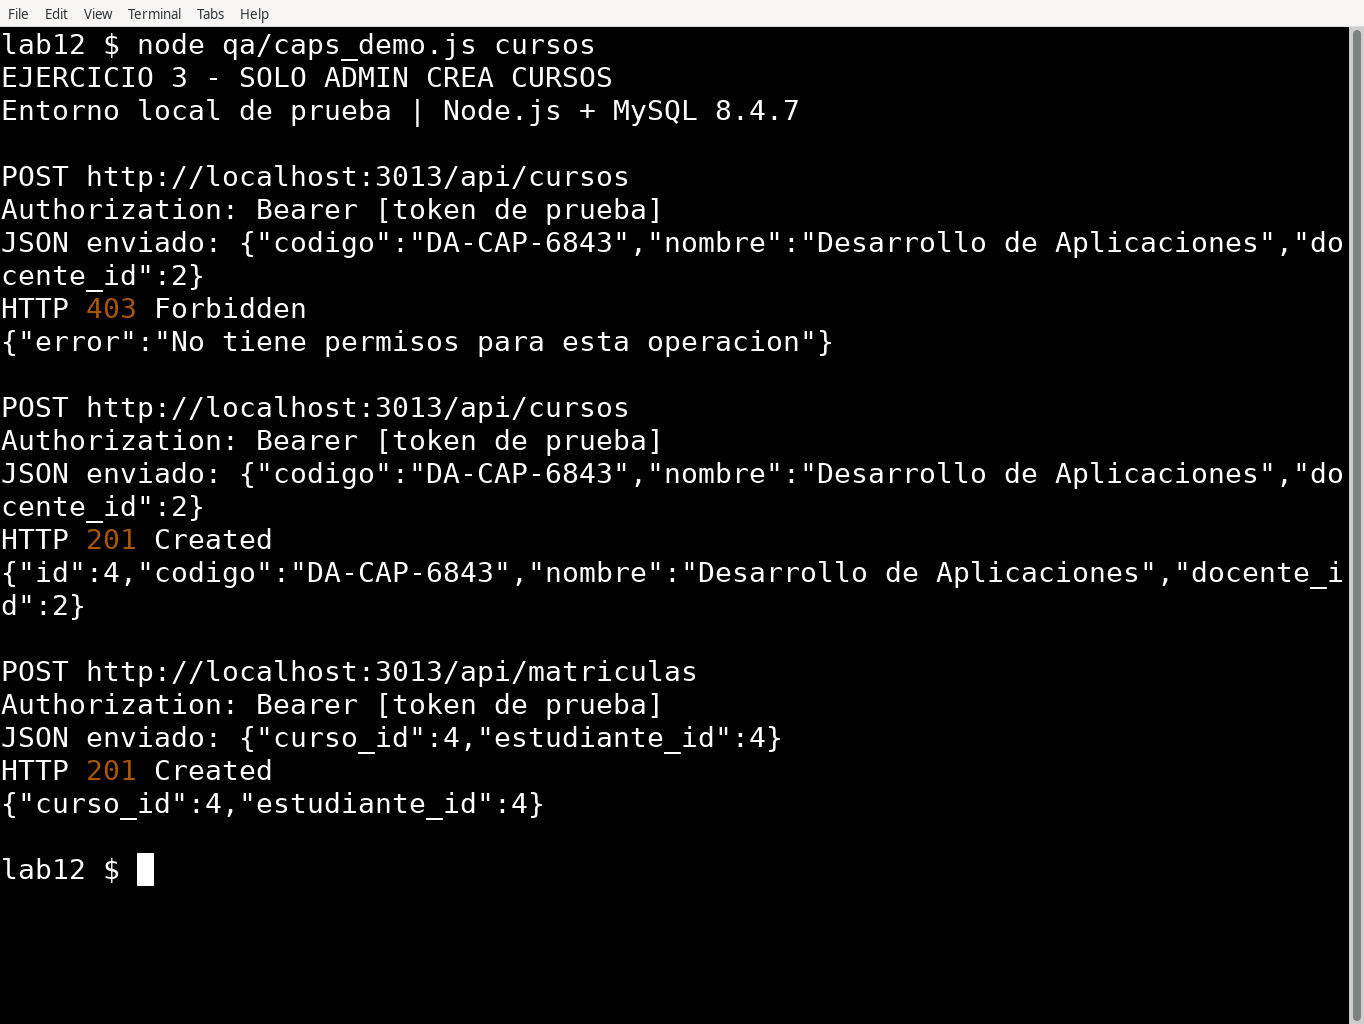 File Edit View Terminal Tabs Help
lab12 $ node qa/caps_demo.js cursos
EJERCICIO 3 - SOLO ADMIN CREA CURSOS
Entorno local de prueba | Node.js + MySQL 8.4.7
POST http://localhost:3013/api/cursos
Authorization: Bearer [token de prueba]
JSON enviado: {"codigo":"DA-CAP-6843","nombre":"Desarrollo de Aplicaciones","do
cente_id":2}
HTTP 403 Forbidden
{"error":"No tiene permisos para esta operacion"}
POST http://localhost:3013/api/cursos
Authorization: Bearer [token de prueba]
JSON enviado: {"codigo":"DA-CAP-6843","nombre":"Desarrollo de Aplicaciones","do
cente_id":2}
HTTP 201 Created
{"id":4,"codigo":"DA-CAP-6843","nombre":"Desarrollo de Aplicaciones","docente_i
d":2}
POST http://localhost:3013/api/matriculas
Authorization: Bearer [token de prueba]
JSON enviado: {"curso_id":4,"estudiante_id":4}
HTTP 201 Created
{"curso_id":4,"estudiante_id":4}
lab12 $